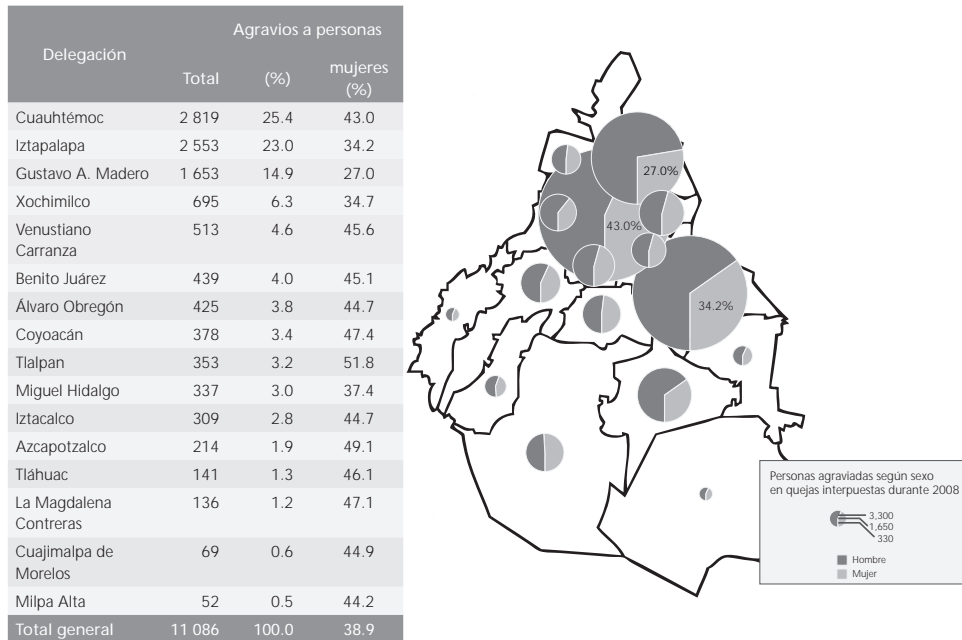 Agravios a personas
Delegación
Total (%) mujeres
(%)
Cuauhtémoc 2 819 25.4 43.0
Iztapalapa 2 553 23.0 34.2
Gustavo A. Madero 1 653 14.9 27.0
Xochimilco 695 6.3 34.7
Venustiano 513 4.6 45.6
Carranza
Benito Juárez 439 4.0 45.1
Álvaro Obregón 425 3.8 44.7
Coyoacán 378 3.4 47.4
Tlalpan 353 3.2 51.8
Miguel Hidalgo 337 3.0 37.4
Iztacalco 309 2.8 44.7
Azcapotzalco 214 1.9 49.1
Tláhuac 141 1.3 46.1
La Magdalena 136 1.2 47.1
Contreras
Cuajimalpa de 69 0.6 44.9
Morelos
Milpa Alta 52 0.5 44.2
Total general 11 086 100.0 38.9
27.0%
43.0%
34.2%
Personas agraviadas según sexo
en quejas interpuestas durante 2008
3,300
1,650
330
Hombre
Mujer